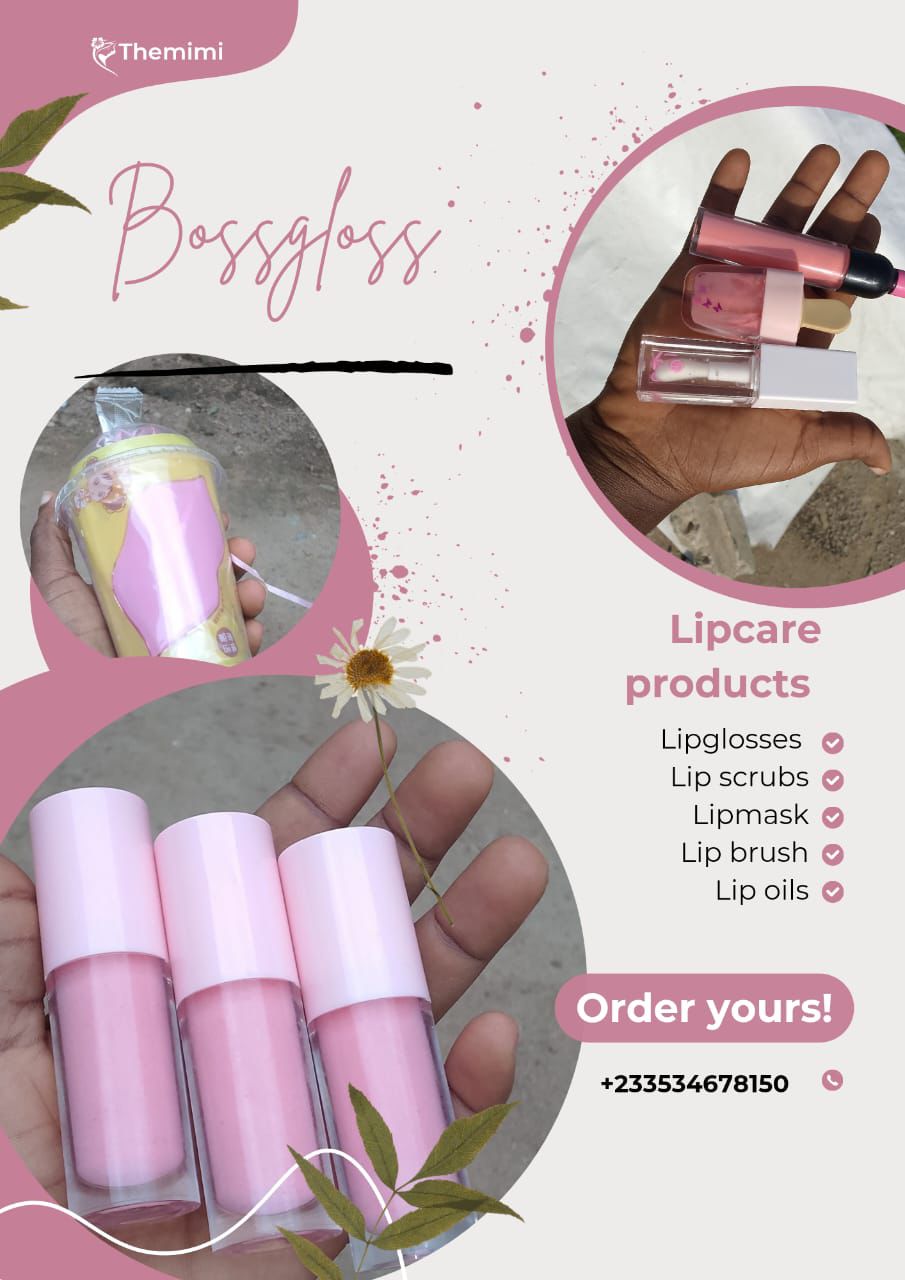 Themimi
Bossgloss
Lipcare
products
Lipglosses
Lip scrubs
Lipmask
Lip brush
Lip oils
Order yours!
+233534678150